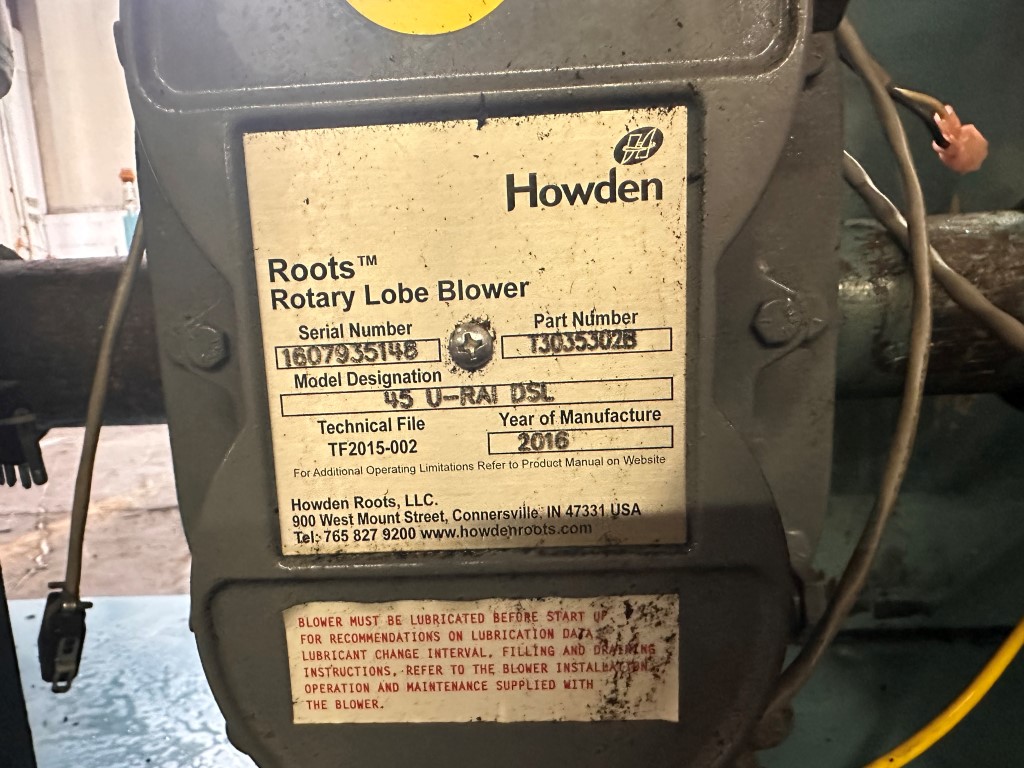 Howden
Roots™
Rotary Lobe Blower
Serial Number
1607935148
Part Number
T3035302B
Model Designation
45 U-RAI DSL
Technical File
TF2015-002
Year of Manufacture
2016
For Additional Operating Limitations Refer to Product Manual on Website
Howden Roots, LLC.
900 West Mount Street, Connersville, IN 47331 USA
Tel: 765 827 9200 www.howdenroots.com
BLOWER MUST BE LUBRICATED BEFORE START UP.
FOR RECOMMENDATIONS ON LUBRICATION DATA,
LUBRICANT CHANGE INTERVAL, FILLING AND DRAINING
INSTRUCTIONS, REFER TO THE BLOWER INSTALLATION,
OPERATION AND MAINTENANCE SUPPLIED WITH
THE BLOWER.